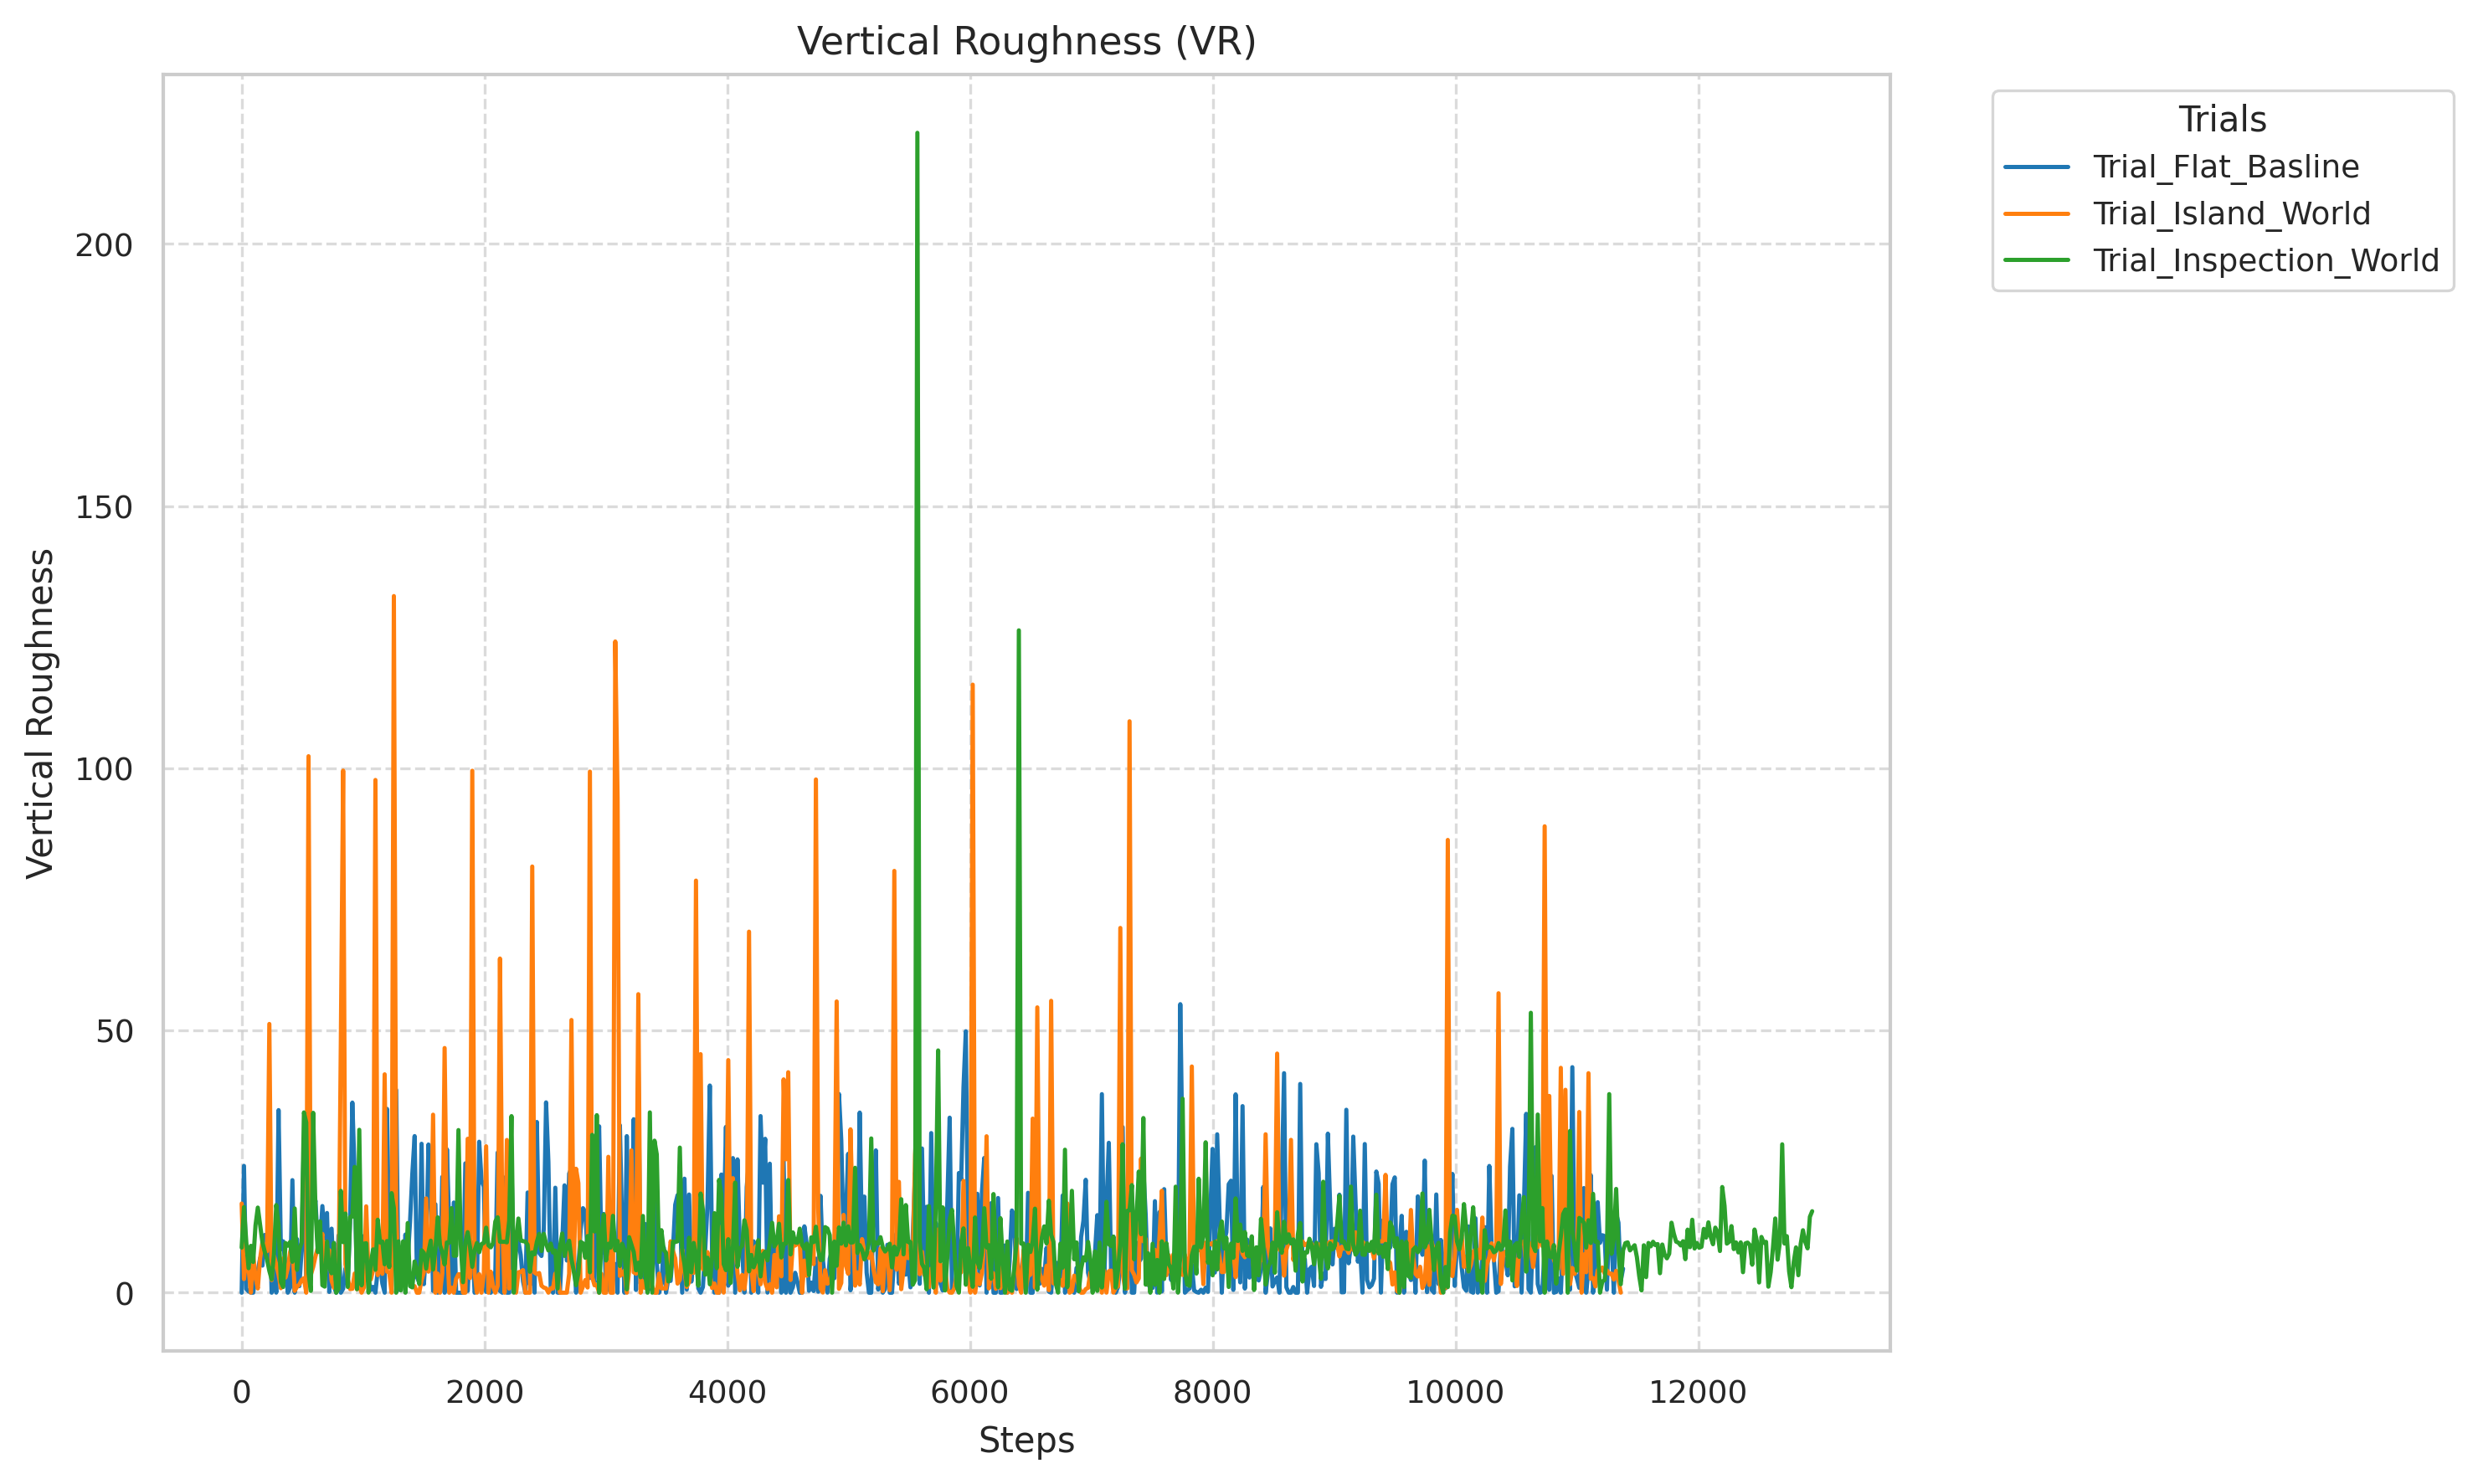 Vertical Roughness (VR)
Trials
Trial_Flat_Basline
Trial_Island_World
Trial_Inspection_World
Vertical Roughness
200
150
100
50
0
0 2000 4000 6000 8000 10000 12000
Steps